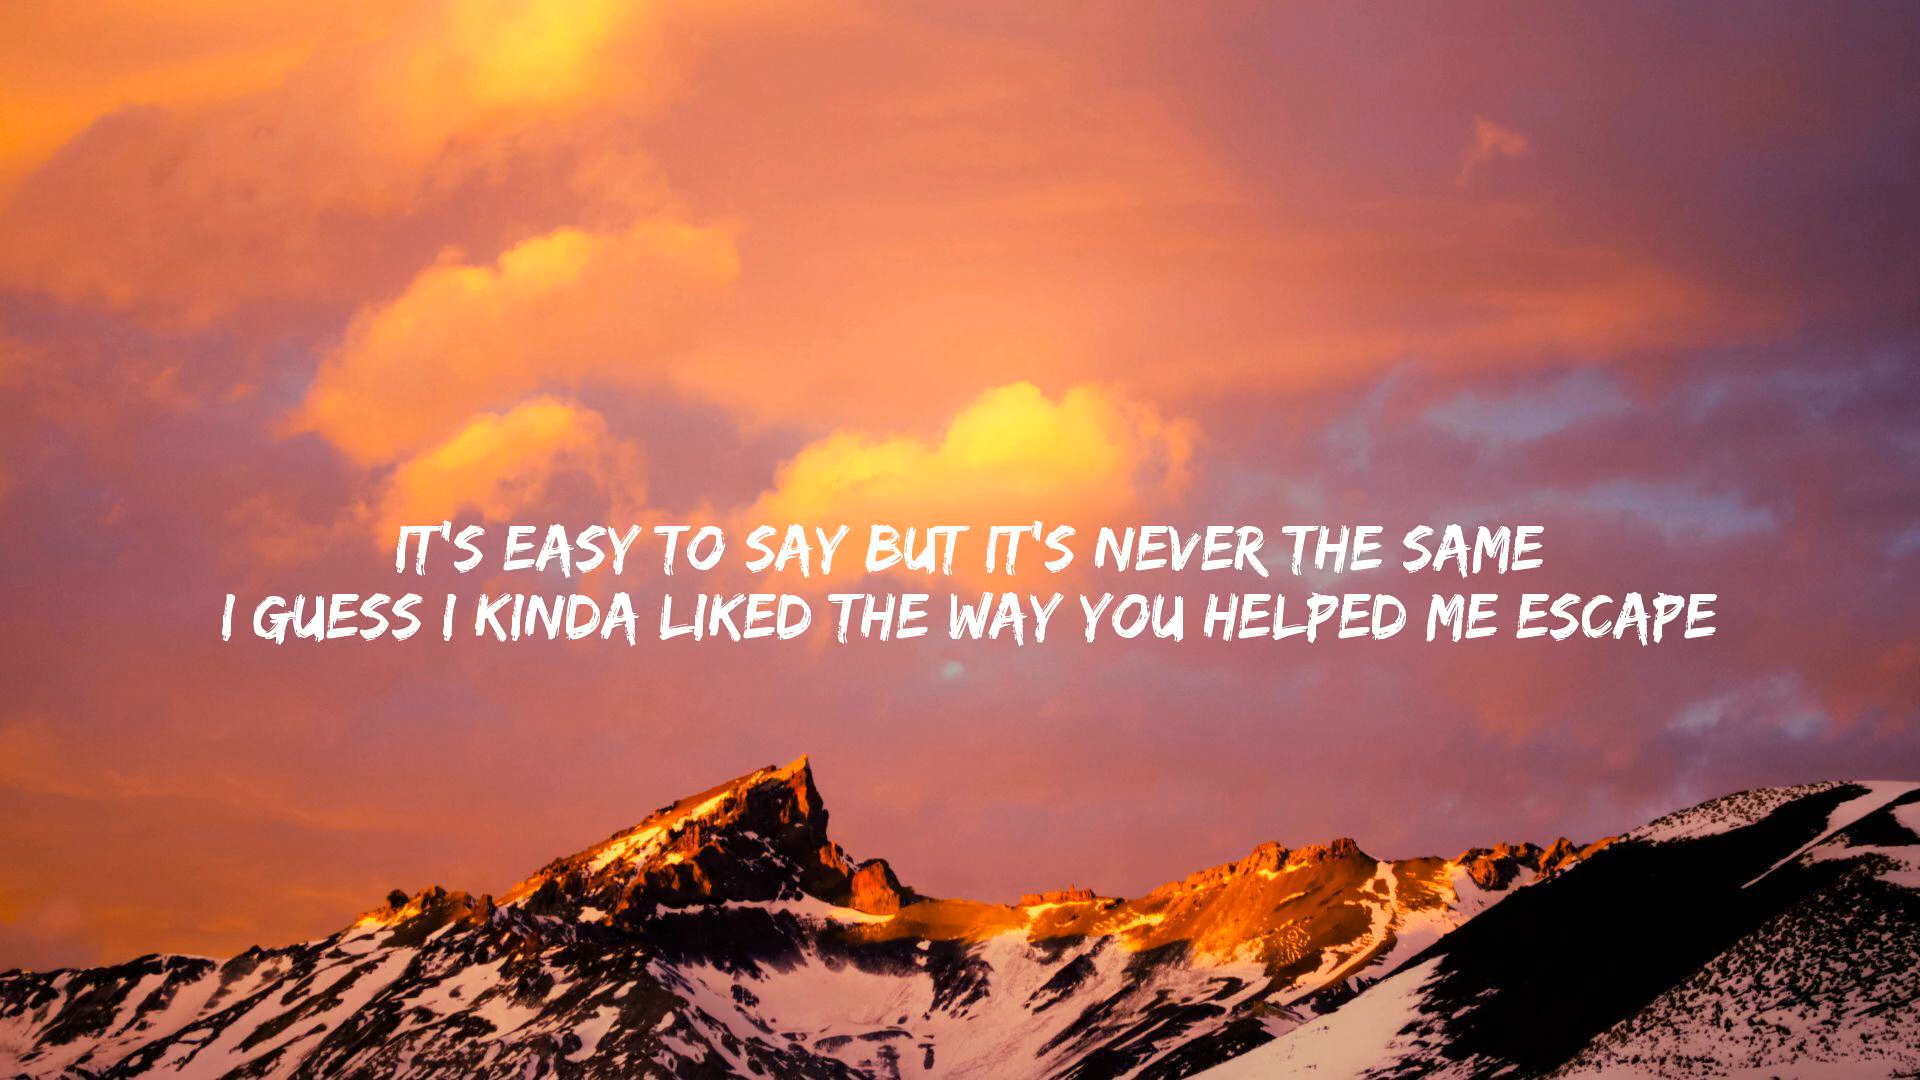 IT'S EASY TO SAY BUT IT'S NEVER THE SAME
I GUESS I KINDA LIKED THE WAY YOU HELPED ME ESCAPE